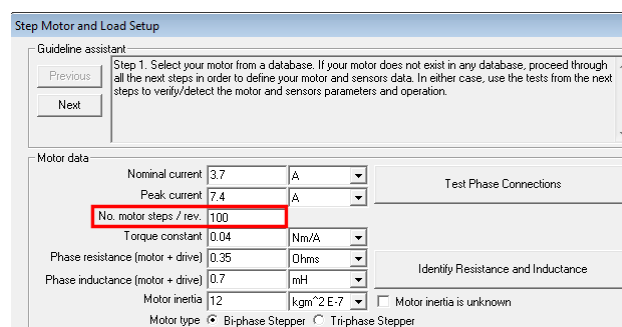 Step Motor and Load Setup
Guideline assistant
Previous
Next
Step 1. Select your motor from a database. If your motor does not exist in any database, proceed through
all the next steps in order to define your motor and sensors data. In either case, use the tests from the next
steps to verify/detect the motor and sensors parameters and operation.
Motor data
Nominal current 3.7 A
Test Phase Connections
Peak current 7.4 A
No. motor steps / rev. 100
Torque constant 0.04 Nm/A
Phase resistance (motor + drive) 0.35 Ohms
Identify Resistance and Inductance
Phase inductance (motor + drive) 0.7 mH
Motor inertia 12 kgm^2 E-7 Motor inertia is unknown
Motor type Bi-phase Stepper Tri-phase Stepper